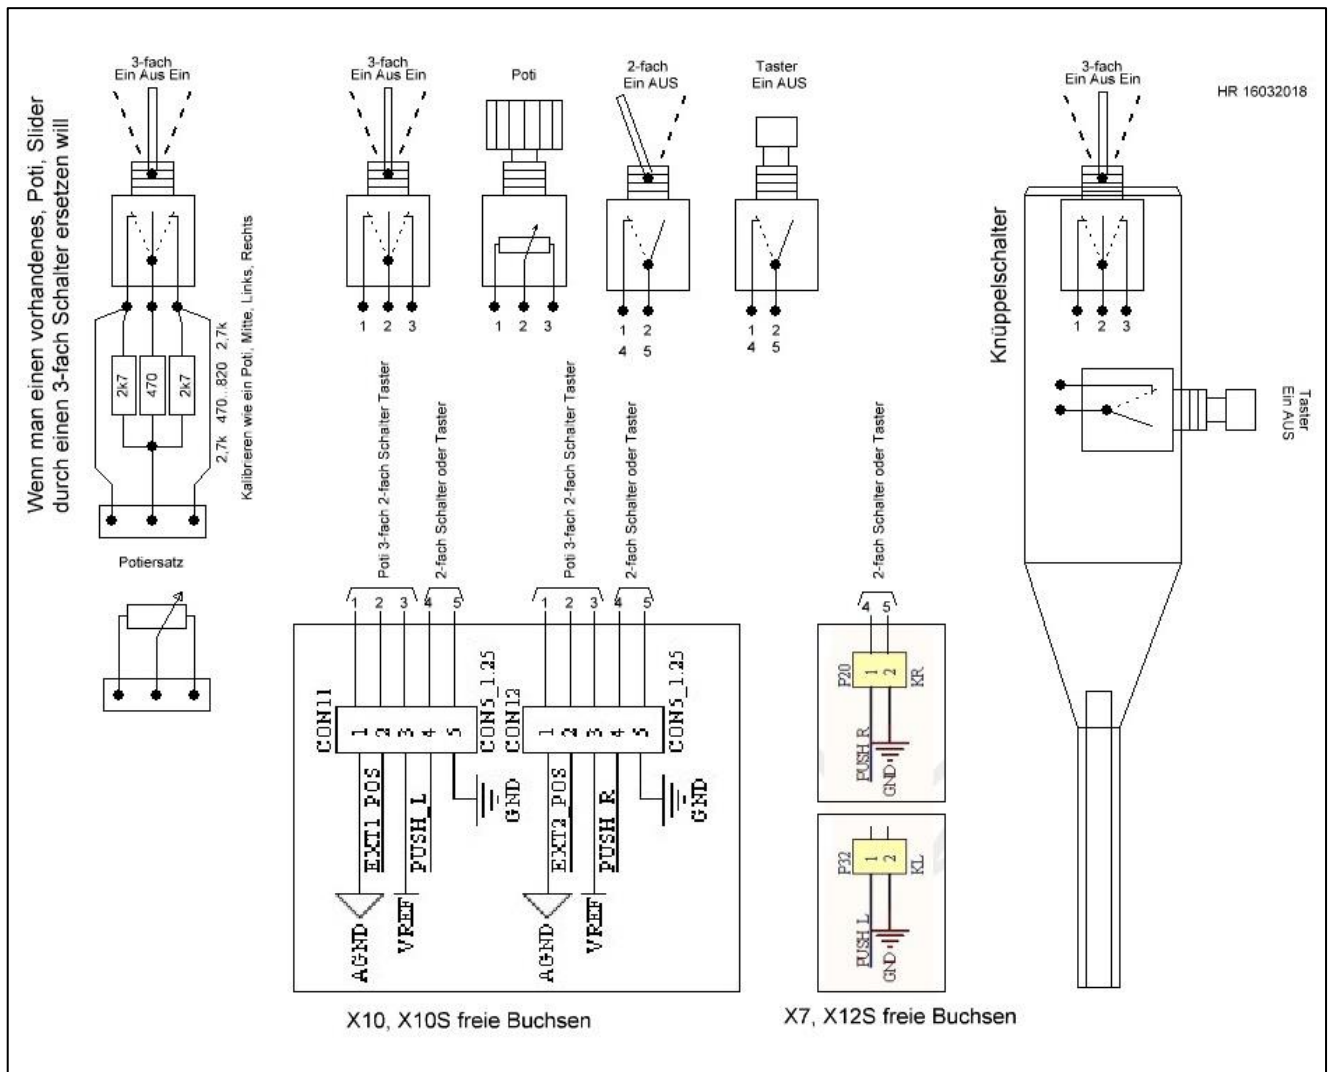 3-fach
Ein Aus Ein
3-fach
Ein Aus Ein
Poti
2-fach
Ein AUS
Taster
Ein AUS
3-fach
Ein Aus Ein
HR 16032018
Wenn man einen vorhandenes, Poti, Slider
durch einen 3-fach Schalter ersetzen will
2k7
470
2k7
2,7k 470...820 2,7k
Kalibrieren wie ein Poti, Mitte, Links, Rechts
Potiersatz
1 2 3
1 2 3
1 2
4 5
1 2
4 5
Knüppelschalter
1 2 3
Taster
Ein AUS
Poti 3-fach 2-fach Schalter Taster
2-fach Schalter oder Taster
Poti 3-fach 2-fach Schalter Taster
2-fach Schalter oder Taster
2-fach Schalter oder Taster
1 2 3 4 5
1 2 3 4 5
4 5
CON11
1 2 3 4 5
CON5_1.25
CON12
1 2 3 4 5
CON5_1.25
AGND
EXT1_POS
VREF
PUSH_L
GND
AGND
EXT2_POS
VREF
PUSH_R
GND
P20
1 2
KR
PUSH_R
GND
P32
1 2
KL
PUSH_L
GND
X10, X10S freie Buchsen
X7, X12S freie Buchsen